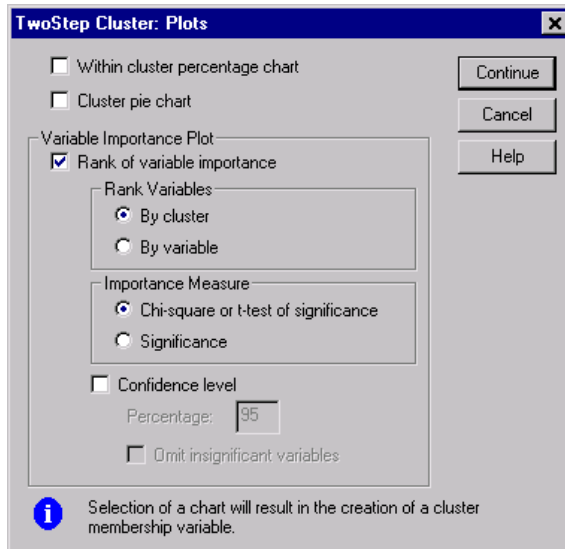 TwoStep Cluster: Plots
Within cluster percentage chart
Cluster pie chart
Continue
Cancel
Help
Variable Importance Plot
Rank of variable importance
Rank Variables
By cluster
By variable
Importance Measure
Chi-square or t-test of significance
Significance
Confidence level
Percentage: 95
Omit insignificant variables
Selection of a chart will result in the creation of a cluster
membership variable.